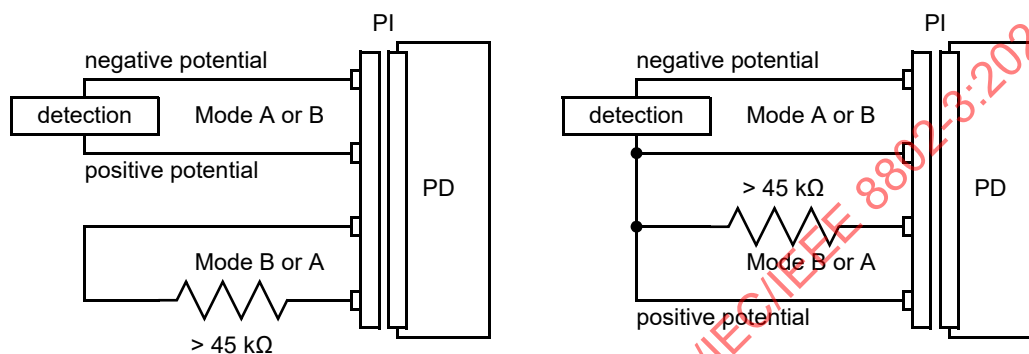 PI
negative potential
detection
Mode A or B
positive potential
PD
Mode B or A
> 45 kΩ
PI
negative potential
detection
Mode A or B
> 45 kΩ
PD
Mode B or A
positive potential
IEC/IEEE 8802-3:202